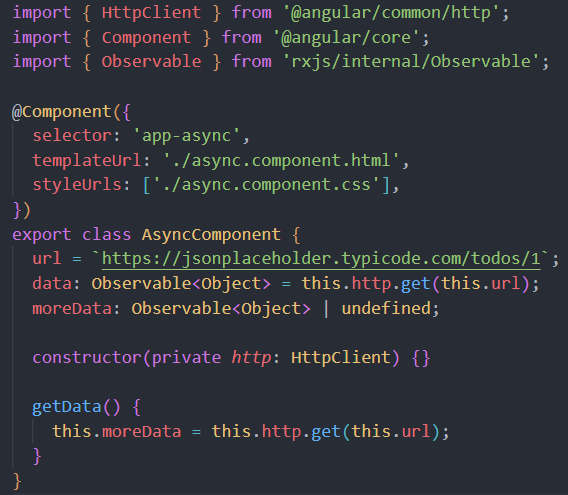 import { HttpClient } from '@angular/common/http';
import { Component } from '@angular/core';
import { Observable } from 'rxjs/internal/Observable';

@Component({
  selector: 'app-async',
  templateUrl: './async.component.html',
  styleUrls: ['./async.component.css'],
})
export class AsyncComponent {
  url = `https://jsonplaceholder.typicode.com/todos/1`;
  data: Observable<Object> = this.http.get(this.url);
  moreData: Observable<Object> | undefined;

  constructor(private http: HttpClient) {}

  getData() {
    this.moreData = this.http.get(this.url);
  }
}